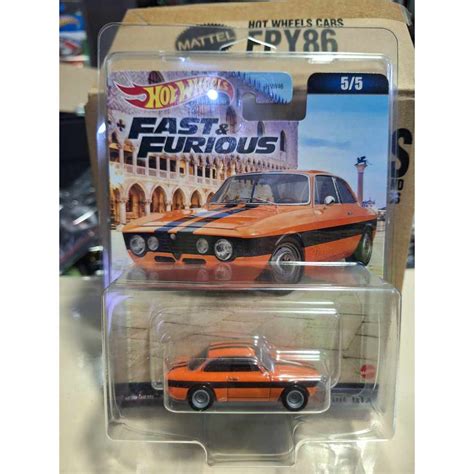 HOT WHEELS CARS
MATTEL
FPY86
Hot Wheels
5/5
FAST &
FURIOUS